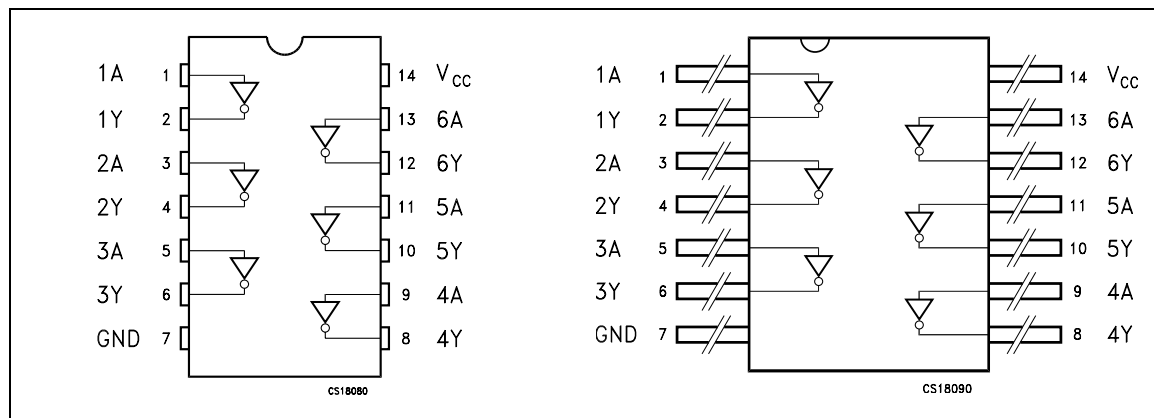 1A 1 14 VCC
1Y 2 13 6A
2A 3 12 6Y
2Y 4 11 5A
3A 5 10 5Y
3Y 6 9 4A
GND 7 8 4Y
CS18080
1A 1 14 VCC
1Y 2 13 6A
2A 3 12 6Y
2Y 4 11 5A
3A 5 10 5Y
3Y 6 9 4A
GND 7 8 4Y
CS18090